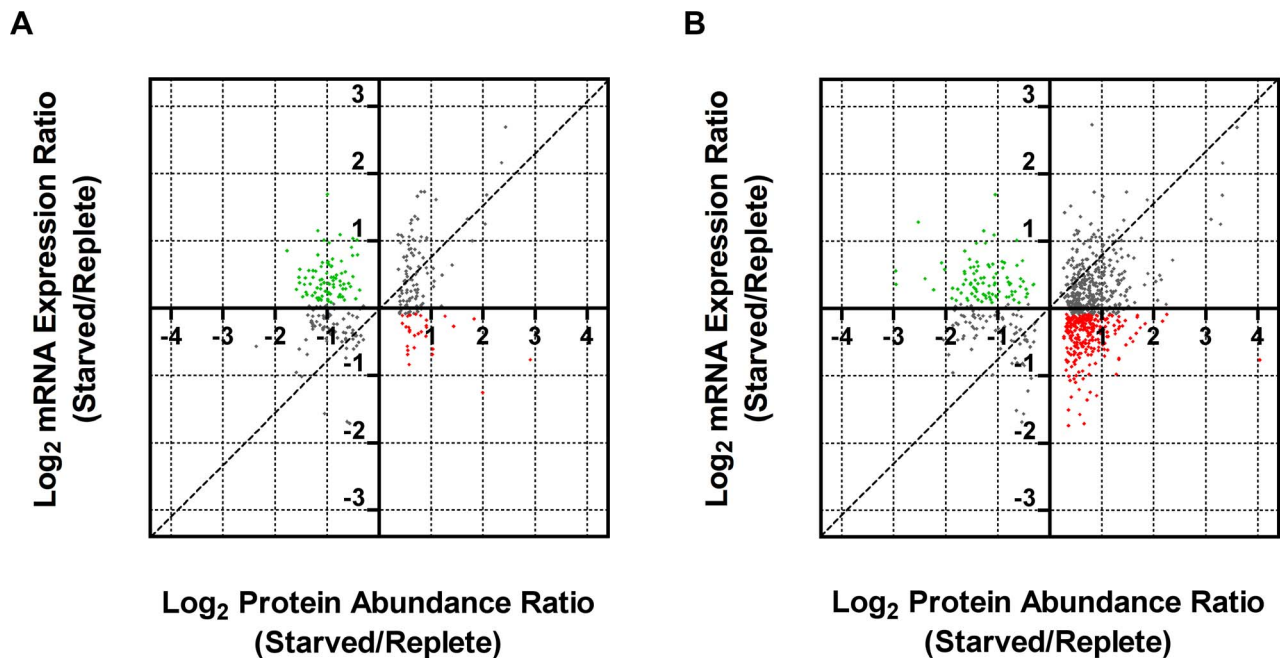 A
B
Log₂ mRNA Expression Ratio
(Starved/Replete)
3
2
1
-4 -3 -2 -1 1 2 3 4
-1
-2
-3
Log₂ Protein Abundance Ratio
(Starved/Replete)
Log₂ mRNA Expression Ratio
(Starved/Replete)
3
2
1
-4 -3 -2 -1 1 2 3 4
-1
-2
-3
Log₂ Protein Abundance Ratio
(Starved/Replete)